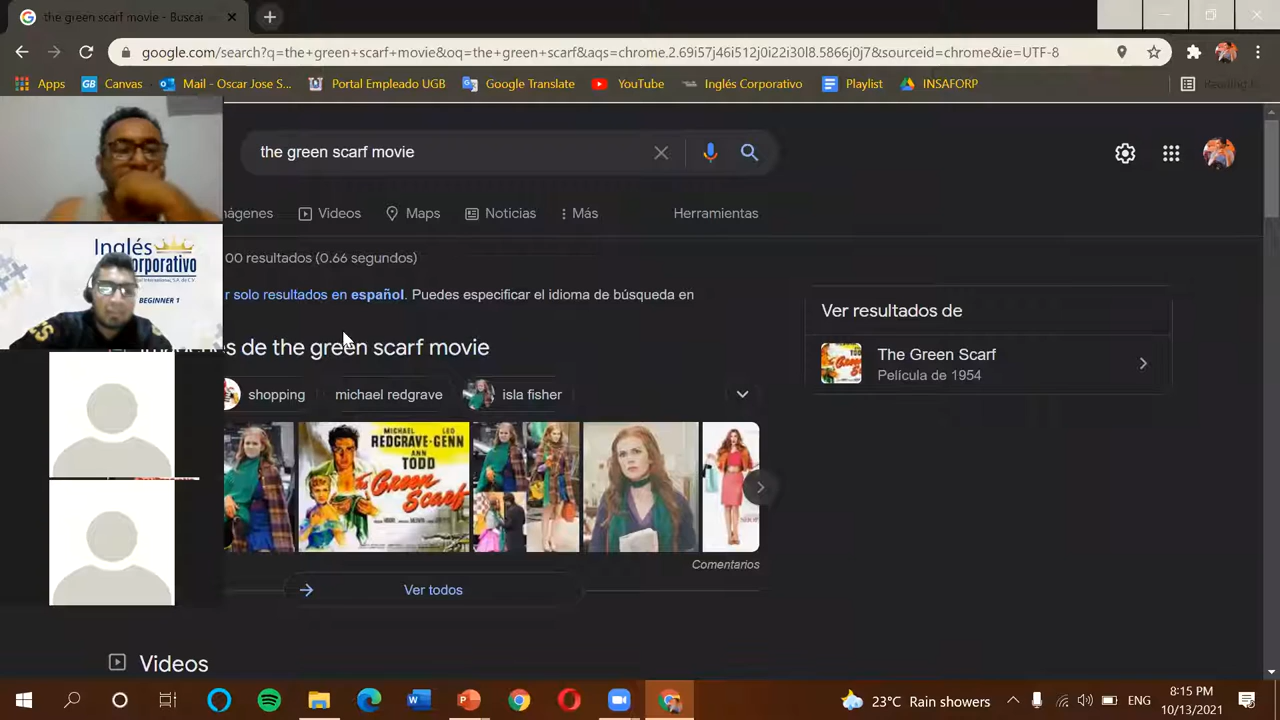 the green scarf movie - Buscar
google.com/search?q=the+green+scarf+movie&oq=the+green+scarf&aqs=chrome.2.69i57j46i512j0i22i30l8.5866j0j7&sourceid=chrome&ie=UTF-8
Apps Canvas Mail - Oscar Jose S... Portal Empleado UGB Google Translate YouTube Inglés Corporativo Playlist INSAFORP
the green scarf movie
ágenes Videos Maps Noticias Más Herramientas
Inglés
orporativo
BEGINNER 1
00 resultados (0.66 segundos)
r solo resultados en español. Puedes especificar el idioma de búsqueda en
Ver resultados de
s de the green scarf movie
The Green Scarf
Película de 1954
shopping michael redgrave isla fisher
MICHAEL LEO
REDGRAVE·GENN
ANN
TODD
the Green
Scarf
Comentarios
Ver todos
Videos
23°C Rain showers ENG
8:15 PM
10/13/2021